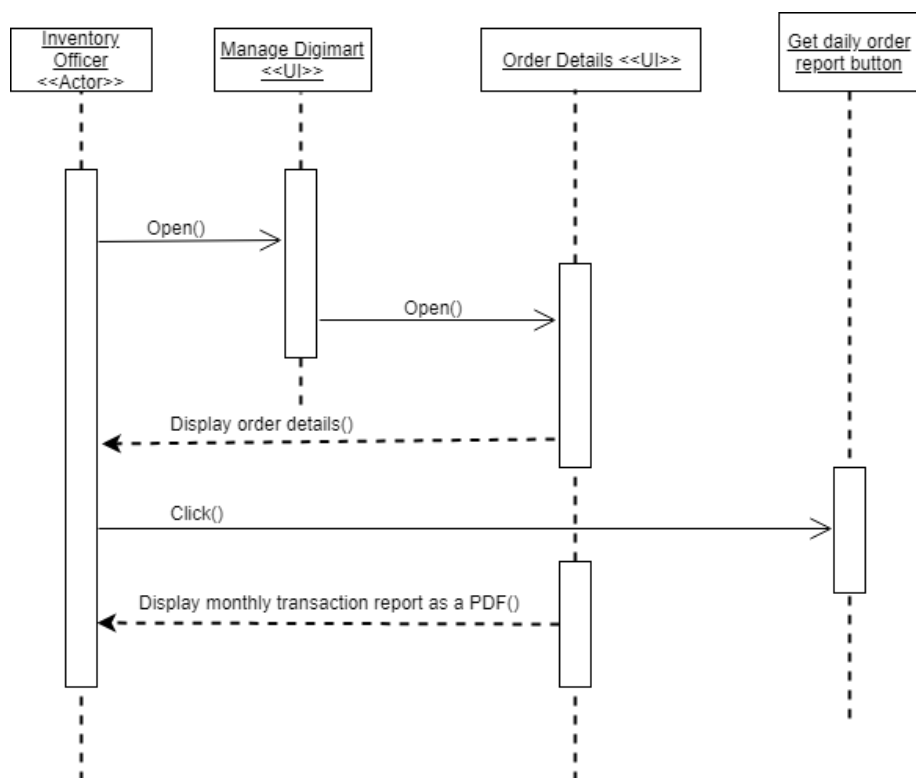 Inventory
Officer
<<Actor>>
Manage Digimart
<<UI>>
Order Details <<UI>>
Get daily order
report button
Open()
Open()
Display order details()
Click()
Display monthly transaction report as a PDF()